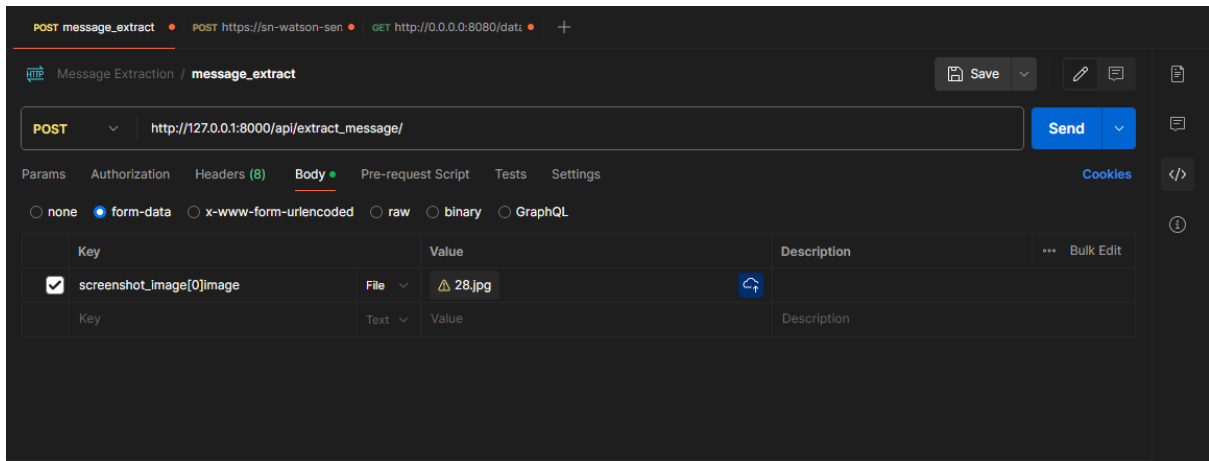 POST message_extract POST https://sn-watson-sen GET http://0.0.0.0:8080/data
HTTP Message Extraction / message_extract Save
POST http://127.0.0.1:8000/api/extract_message/ Send
Params Authorization Headers (8) Body Pre-request Script Tests Settings Cookies
none form-data x-www-form-urlencoded raw binary GraphQL
Key Value Description ••• Bulk Edit
screenshot_image[0]image File 28.jpg
Key Text Value Description